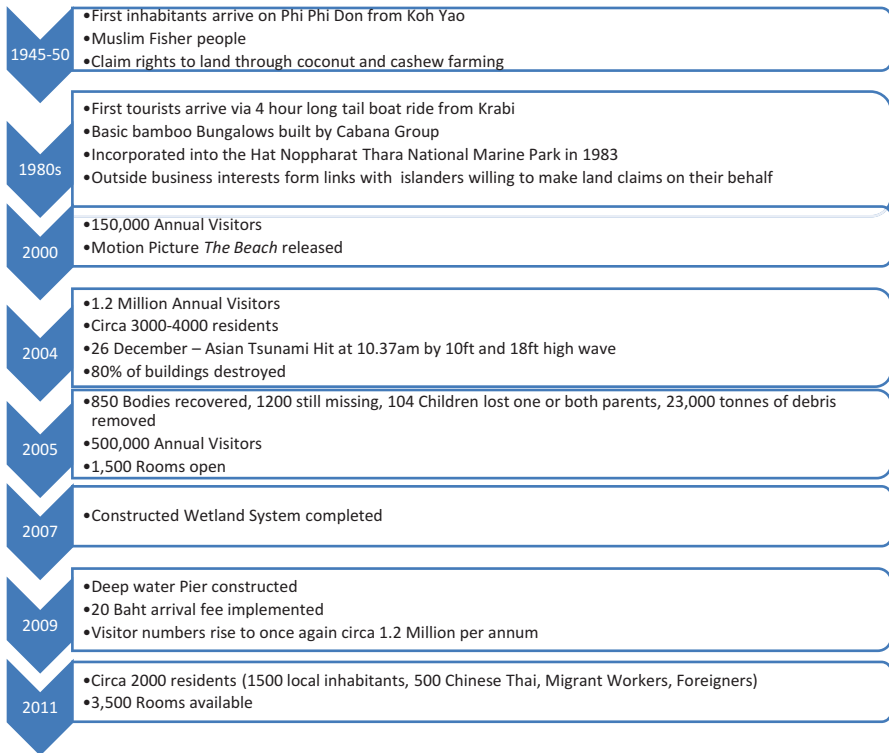 1945-50
•First inhabitants arrive on Phi Phi Don from Koh Yao
•Muslim Fisher people
•Claim rights to land through coconut and cashew farming
1980s
•First tourists arrive via 4 hour long tail boat ride from Krabi
•Basic bamboo Bungalows built by Cabana Group
•Incorporated into the Hat Noppharat Thara National Marine Park in 1983
•Outside business interests form links with islanders willing to make land claims on their behalf
2000
•150,000 Annual Visitors
•Motion Picture The Beach released
2004
•1.2 Million Annual Visitors
•Circa 3000-4000 residents
•26 December – Asian Tsunami Hit at 10.37am by 10ft and 18ft high wave
•80% of buildings destroyed
2005
•850 Bodies recovered, 1200 still missing, 104 Children lost one or both parents, 23,000 tonnes of debris
removed
•500,000 Annual Visitors
•1,500 Rooms open
2007
•Constructed Wetland System completed
2009
•Deep water Pier constructed
•20 Baht arrival fee implemented
•Visitor numbers rise to once again circa 1.2 Million per annum
2011
•Circa 2000 residents (1500 local inhabitants, 500 Chinese Thai, Migrant Workers, Foreigners)
•3,500 Rooms available